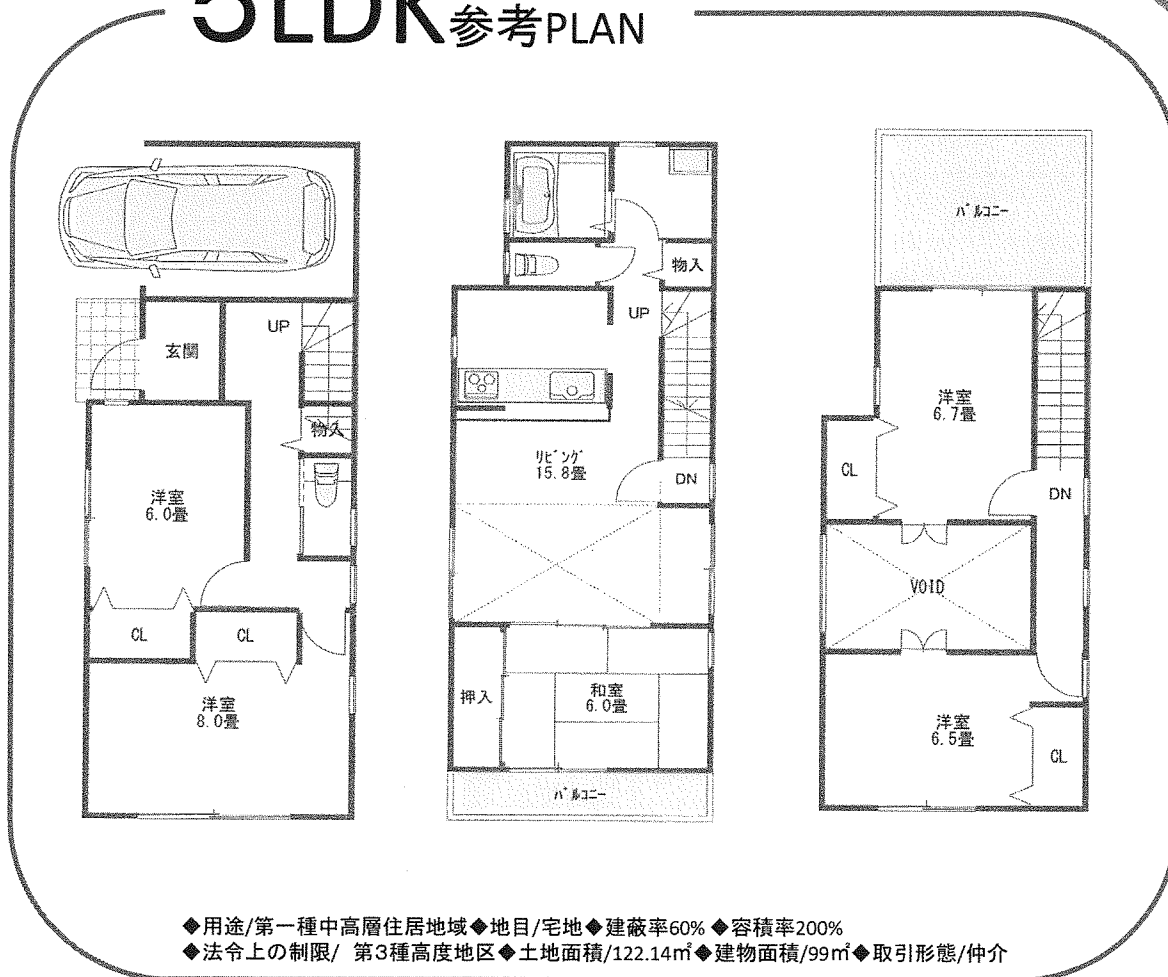 5LDK参考PLAN
UP
玄関
物入
洋室
6.0畳
CL
CL
洋室
8.0畳
物入
UP
リビング
15.8畳
DN
押入
和室
6.0畳
バルコニー
バルコニー
洋室
6.7畳
CL
DN
VOID
洋室
6.5畳
CL
◆用途/第一種中高層住居地域◆地目/宅地◆建蔽率60% ◆容積率200%
◆法令上の制限/ 第3種高度地区◆土地面積/122.14㎡◆建物面積/99㎡◆取引形態/仲介